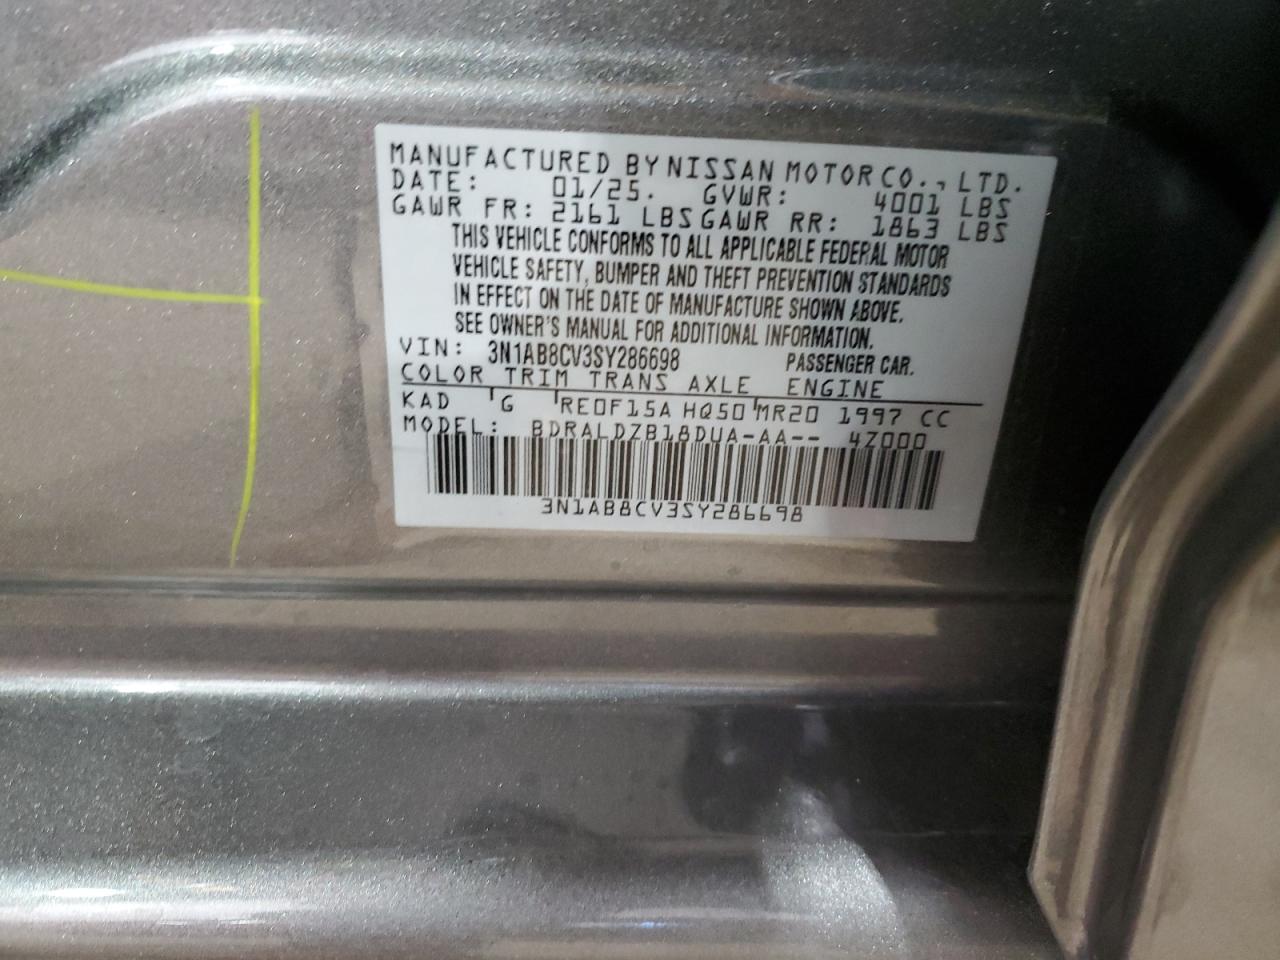 MANUFACTURED BY NISSAN MOTOR CO., LTD.
DATE: 01/25. GVWR: 4001 LBS
GAWR FR: 2161 LBS GAWR RR: 1863 LBS
THIS VEHICLE CONFORMS TO ALL APPLICABLE FEDERAL MOTOR
VEHICLE SAFETY, BUMPER AND THEFT PREVENTION STANDARDS
IN EFFECT ON THE DATE OF MANUFACTURE SHOWN ABOVE.
SEE OWNER'S MANUAL FOR ADDITIONAL INFORMATION.
VIN: 3N1AB8CV3SY286698 PASSENGER CAR.
COLOR TRIM TRANS AXLE ENGINE
KAD G RE0F15A HQ50 MR20 1997 CC
MODEL: BDRALDZB18DUA-AA-- 4Z000
3N1AB8CV3SY286698